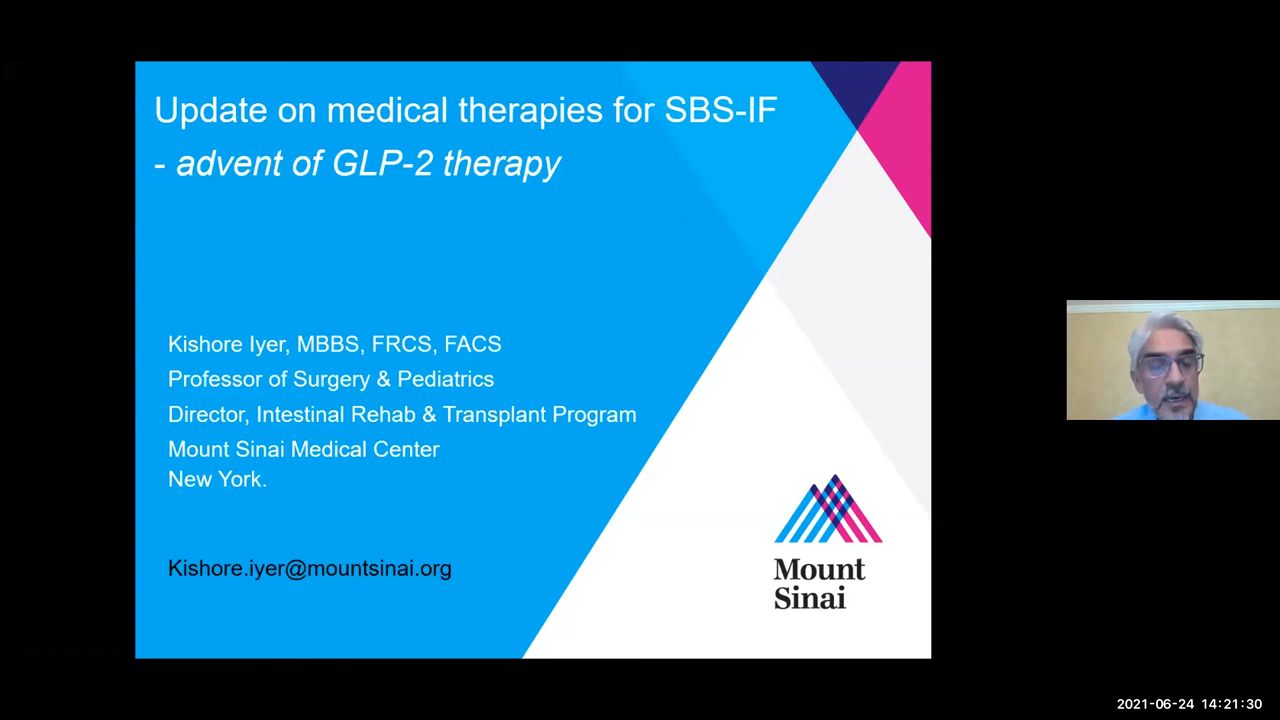 Update on medical therapies for SBS-IF
- advent of GLP-2 therapy
Kishore Iyer, MBBS, FRCS, FACS
Professor of Surgery & Pediatrics
Director, Intestinal Rehab & Transplant Program
Mount Sinai Medical Center
New York.
Kishore.iyer@mountsinai.org
Mount
Sinai
2021-06-24 14:21:30